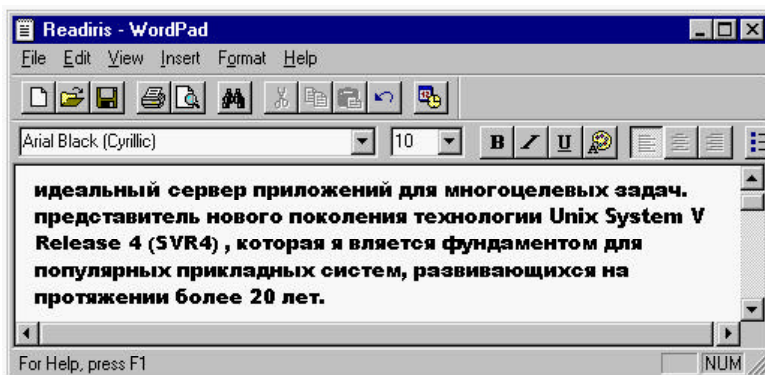 Readiris - WordPad
File Edit View Insert Format Help
Arial Black (Cyrillic) 10 B I U
идеальный сервер приложений для многоцелевых задач.
представитель нового поколения технологии Unix System V
Release 4 (SVR4) , которая я вляется фундаментом для
популярных прикладных систем, развивающихся на
протяжении более 20 лет.
For Help, press F1 NUM